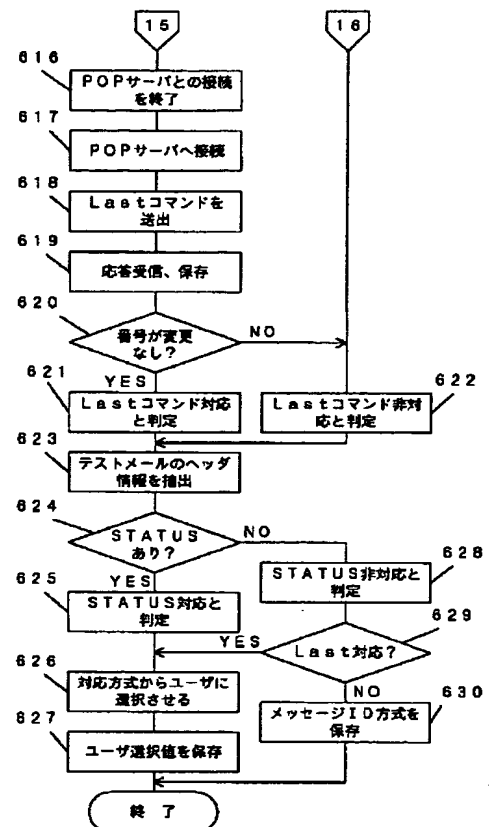 15
16
616
POPサーバとの接続
を終了
617
POPサーバへ接続
618
Lastコマンドを
送出
619
応答受信、保存
620
番号が変更
なし?
NO
YES
621
Lastコマンド対応
と判定
622
Lastコマンド非対
応と判定
623
テストメールのヘッダ
情報を抽出
624
STATUS
あり?
NO
YES
625
STATUS対応と
判定
628
STATUS非対応と
判定
629
Last対応?
YES
NO
626
対応方式からユーザに
選択させる
630
メッセージID方式を
保存
627
ユーザ選択値を保存
終了